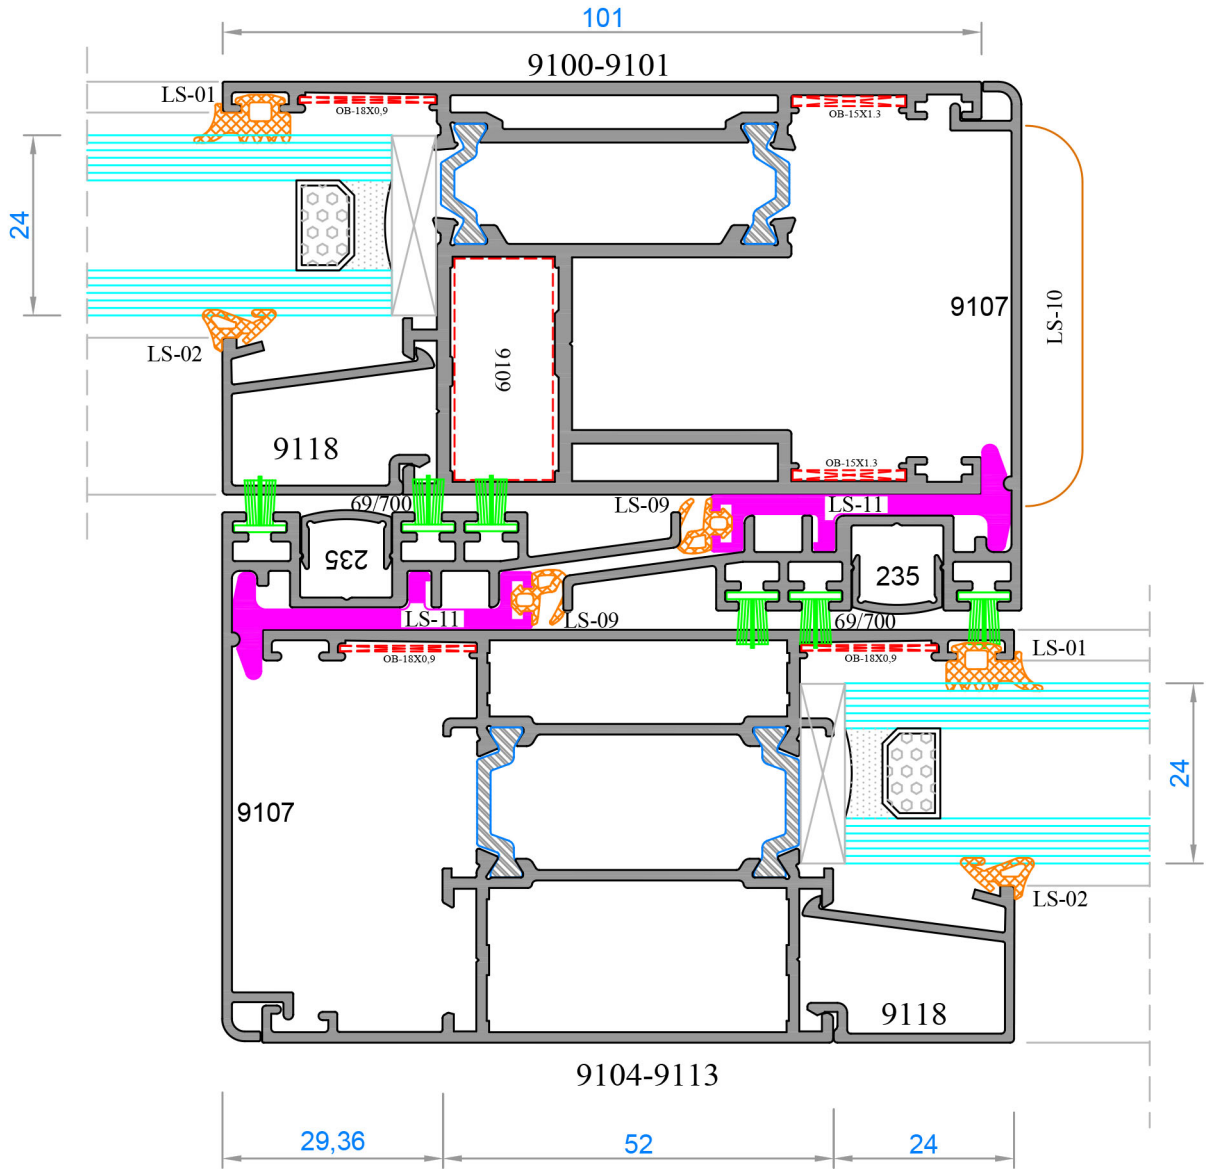 101
9100-9101
LS-01
OB-18X0,9
OB-15X1.3
24
9107
LS-10
LS-02
9109
9118
OB-15X1.3
69/700
LS-09
LS-11
235
235
LS-11
LS-09
69/700
OB-18X0,9
OB-18X0,9
LS-01
24
9107
LS-02
9118
9104-9113
29,36
52
24